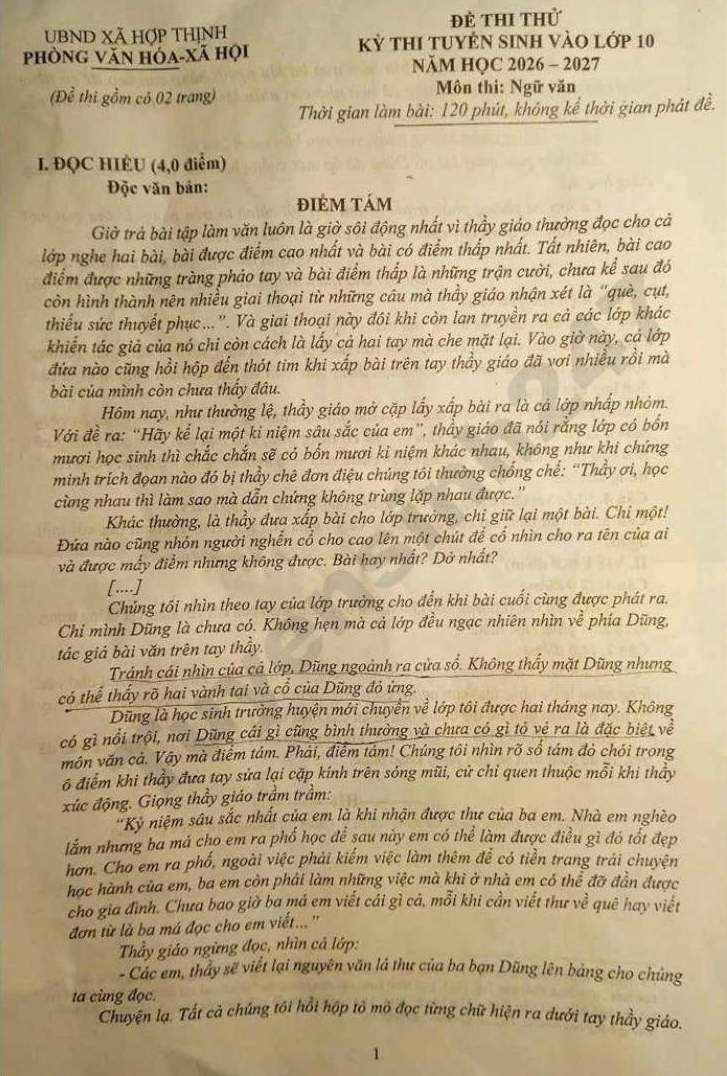 UBND XÃ HỢP THỊNH
PHÒNG VĂN HÓA-XÃ HỘI
(Đề thi gồm có 02 trang)
ĐỀ THI THỬ
KỲ THI TUYỂN SINH VÀO LỚP 10
NĂM HỌC 2026 – 2027
Môn thi: Ngữ văn
Thời gian làm bài: 120 phút, không kể thời gian phát đề.
I. ĐỌC HIỂU (4,0 điểm)
Độc văn bản:
ĐIỂM TÁM
Giờ trả bài tập làm văn luôn là giờ sôi động nhất vì thầy giáo thường đọc cho cả
lớp nghe hai bài, bài được điểm cao nhất và bài có điểm thấp nhất. Tất nhiên, bài cao
điểm được những tràng pháo tay và bài điểm thấp là những trận cười, chưa kể sau đó
còn hình thành nên nhiều giai thoại từ những câu mà thầy giáo nhận xét là “què, cụt,
thiếu sức thuyết phục...”. Và giai thoại này đôi khi còn lan truyền ra cả các lớp khác
khiến tác giả của nó chỉ còn cách là lấy cả hai tay mà che mặt lại. Vào giờ này, cả lớp
đứa nào cũng hồi hộp đến thót tim khi xấp bài trên tay thầy giáo đã vơi nhiều rồi mà
bài của mình còn chưa thấy đâu.
Hôm nay, như thường lệ, thầy giáo mở cặp lấy xấp bài ra là cả lớp nhấp nhỏm.
Với đề ra: “Hãy kể lại một kỉ niệm sâu sắc của em”, thầy giáo đã nói rằng lớp có bốn
mươi học sinh thì chắc chắn sẽ có bốn mươi kỉ niệm khác nhau, không như khi chứng
minh trích đoạn nào đó bị thầy chê đơn điệu chúng tôi thường chống chế: “Thầy ơi, học
cùng nhau thì làm sao mà dẫn chứng không trùng lặp nhau được.”
Khác thường, là thầy đưa xấp bài cho lớp trưởng, chỉ giữ lại một bài. Chỉ một!
Đứa nào cũng nhỏn người nghển cổ cho cao lên một chút để cố nhìn cho ra tên của ai
và được mấy điểm nhưng không được. Bài hay nhất? Dở nhất?
[....]
Chúng tôi nhìn theo tay của lớp trưởng cho đến khi bài cuối cùng được phát ra.
Chỉ mình Dũng là chưa có. Không hẹn mà cả lớp đều ngạc nhiên nhìn về phía Dũng,
tác giả bài văn trên tay thầy.
Tránh cái nhìn của cả lớp, Dũng ngoảnh ra cửa sổ. Không thấy mặt Dũng nhưng
có thể thấy rõ hai vành tai và cổ của Dũng đỏ ửng.
Dũng là học sinh trường huyện mới chuyển về lớp tôi được hai tháng nay. Không
có gì nổi trội, nơi Dũng cái gì cũng bình thường và chưa có gì tỏ vẻ ra là đặc biệt về
môn văn cả. Vậy mà điểm tám. Phải, điểm tám! Chúng tôi nhìn rõ số tám đỏ chói trong
ô điểm khi thầy đưa tay sửa lại cặp kính trên sóng mũi, cử chỉ quen thuộc mỗi khi thầy
xúc động. Giọng thầy giáo trầm trầm:
“Kỷ niệm sâu sắc nhất của em là khi nhận được thư của ba em. Nhà em nghèo
lắm nhưng ba má cho em ra phố học để sau này em có thể làm được điều gì đó tốt đẹp
hơn. Cho em ra phố, ngoài việc phải kiếm việc làm thêm để có tiền trang trải chuyện
học hành của em, ba em còn phải làm những việc mà khi ở nhà em có thể đỡ đần được
cho gia đình. Chưa bao giờ ba má em viết cái gì cả, mỗi khi cần viết thư về quê hay viết
đơn từ là ba má đọc cho em viết...”
Thầy giáo ngừng đọc, nhìn cả lớp:
- Các em, thầy sẽ viết lại nguyên văn lá thư của ba bạn Dũng lên bảng cho chúng
ta cùng đọc.
Chuyện lạ. Tất cả chúng tôi hồi hộp tò mò đọc từng chữ hiện ra dưới tay thầy giáo.
1